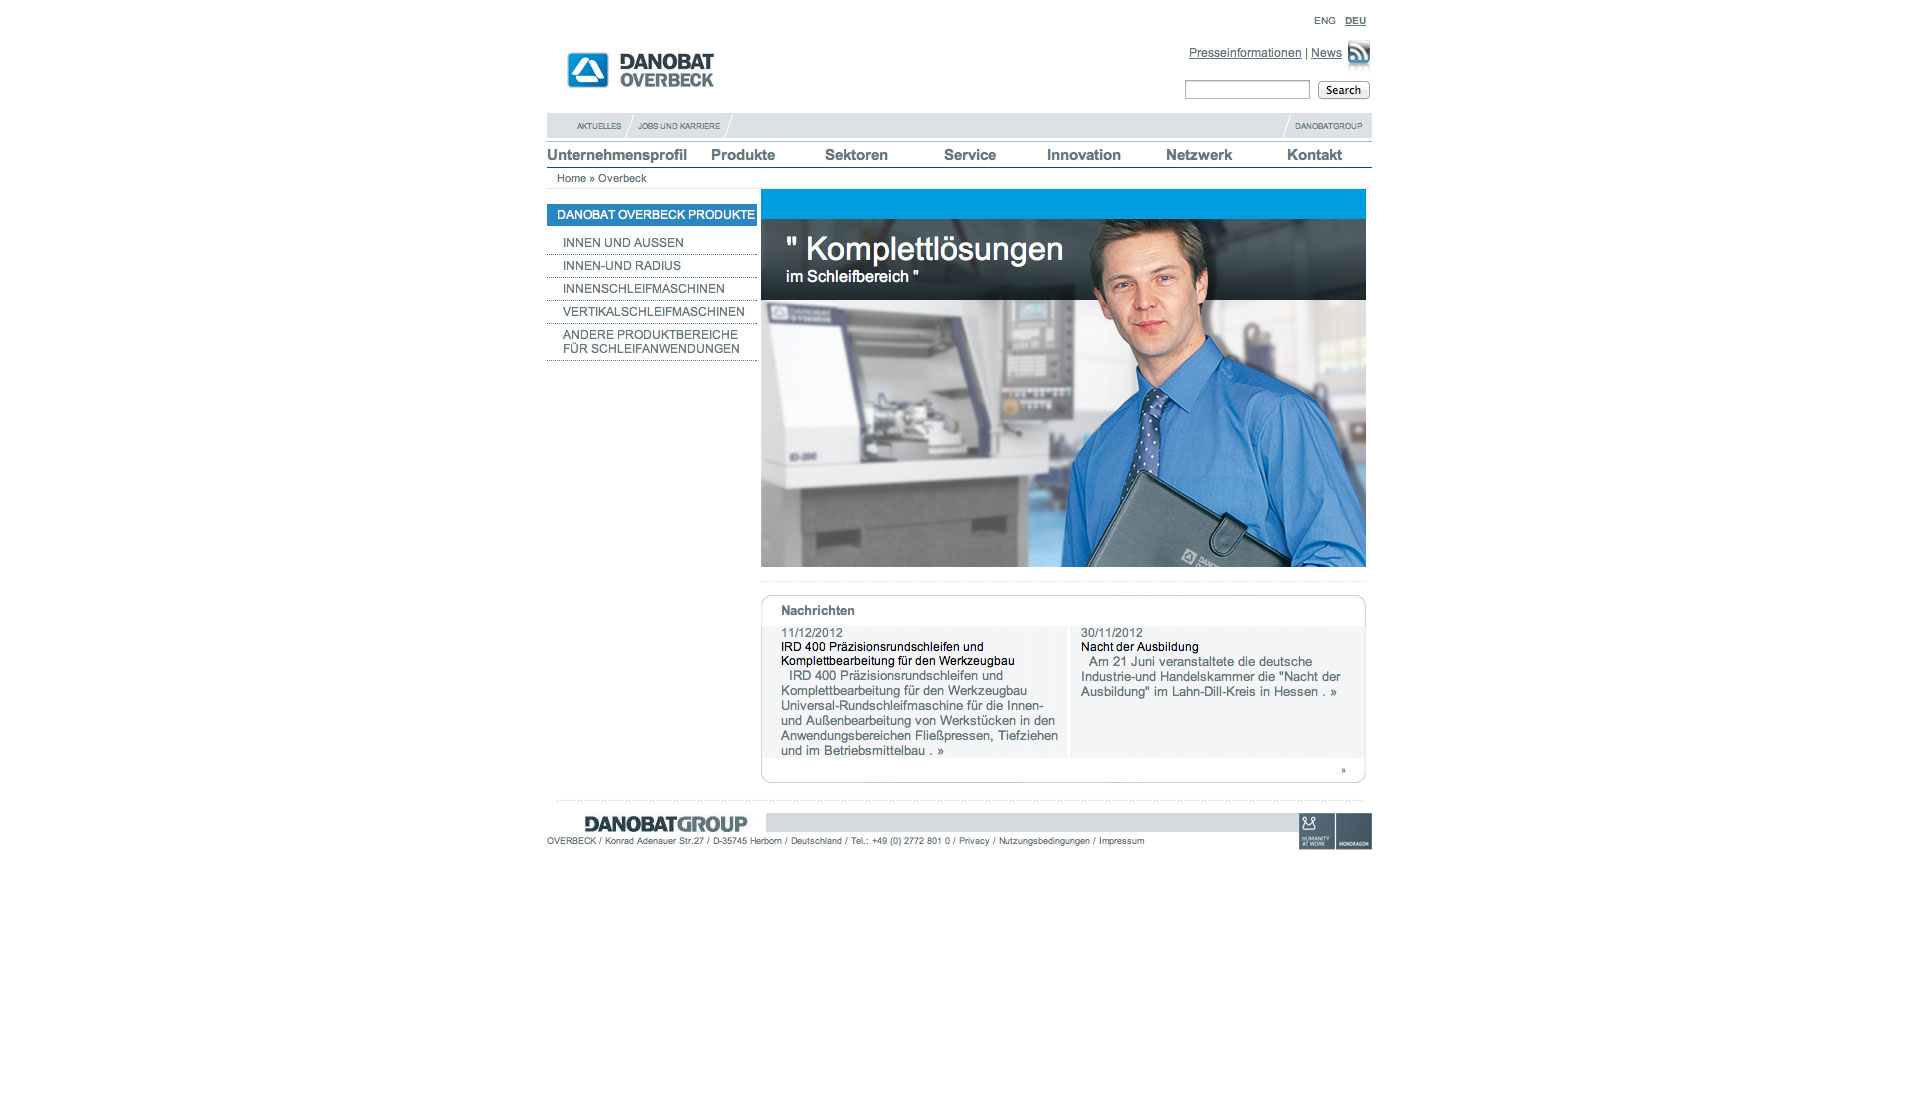 ENG DEU
DANOBAT
OVERBECK
Presseinformationen | News
Search
AKTUELLES
JOBS UND KARRIERE
DANOBATGROUP
Unternehmensprofil Produkte Sektoren Service Innovation Netzwerk Kontakt
Home » Overbeck
DANOBAT OVERBECK PRODUKTE
INNEN UND AUSSEN
INNEN-UND RADIUS
INNENSCHLEIFMASCHINEN
VERTIKALSCHLEIFMASCHINEN
ANDERE PRODUKTBEREICHE
FÜR SCHLEIFANWENDUNGEN
" Komplettlösungen
im Schleifbereich "
DANOBAT
OVERBECK
ID-200
Nachrichten
11/12/2012
IRD 400 Präzisionsrundschleifen und
Komplettbearbeitung für den Werkzeugbau
IRD 400 Präzisionsrundschleifen und
Komplettbearbeitung für den Werkzeugbau
Universal-Rundschleifmaschine für die Innen-
und Außenbearbeitung von Werkstücken in den
Anwendungsbereichen Fließpressen, Tiefziehen
und im Betriebsmittelbau . »
30/11/2012
Nacht der Ausbildung
Am 21 Juni veranstaltete die deutsche
Industrie-und Handelskammer die "Nacht der
Ausbildung" im Lahn-Dill-Kreis in Hessen . »
»
DANOBATGROUP
HUMANITY
AT WORK
MONDRAGON
OVERBECK / Konrad Adenauer Str.27 / D-35745 Herborn / Deutschland / Tel.: +49 (0) 2772 801 0 / Privacy / Nutzungsbedingungen / Impressum